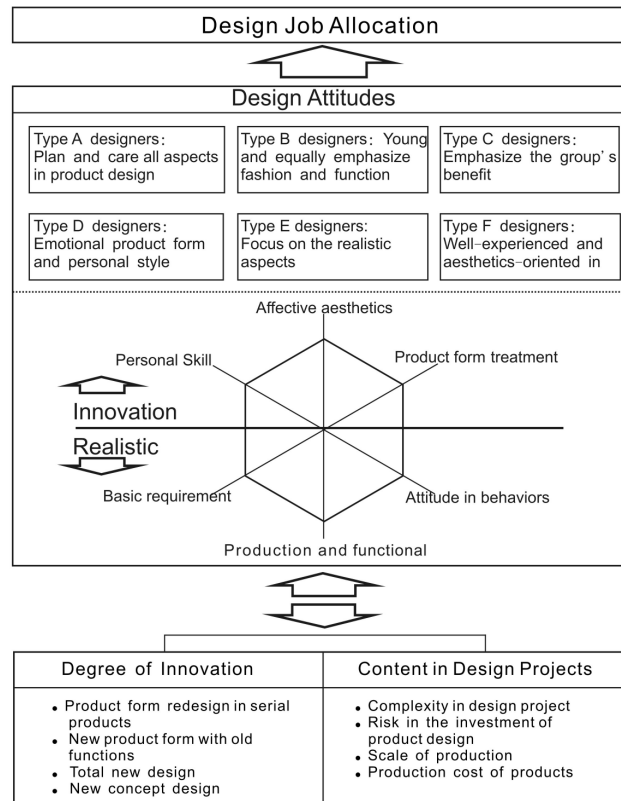 Design Job Allocation
Design Attitudes
Type A designers:
Plan and care all aspects
in product design
Type B designers: Young
and equally emphasize
fashion and function
Type C designers:
Emphasize the group's
benefit
Type D designers:
Emotional product form
and personal style
Type E designers:
Focus on the realistic
aspects
Type F designers:
Well-experienced and
aesthetics-oriented in
Affective aesthetics
Personal Skill
Product form treatment
Innovation
Realistic
Basic requirement
Attitude in behaviors
Production and functional
Degree of Innovation
• Product form redesign in serial
products
• New product form with old
functions
• Total new design
• New concept design
Content in Design Projects
• Complexity in design project
• Risk in the investment of
product design
• Scale of production
• Production cost of products